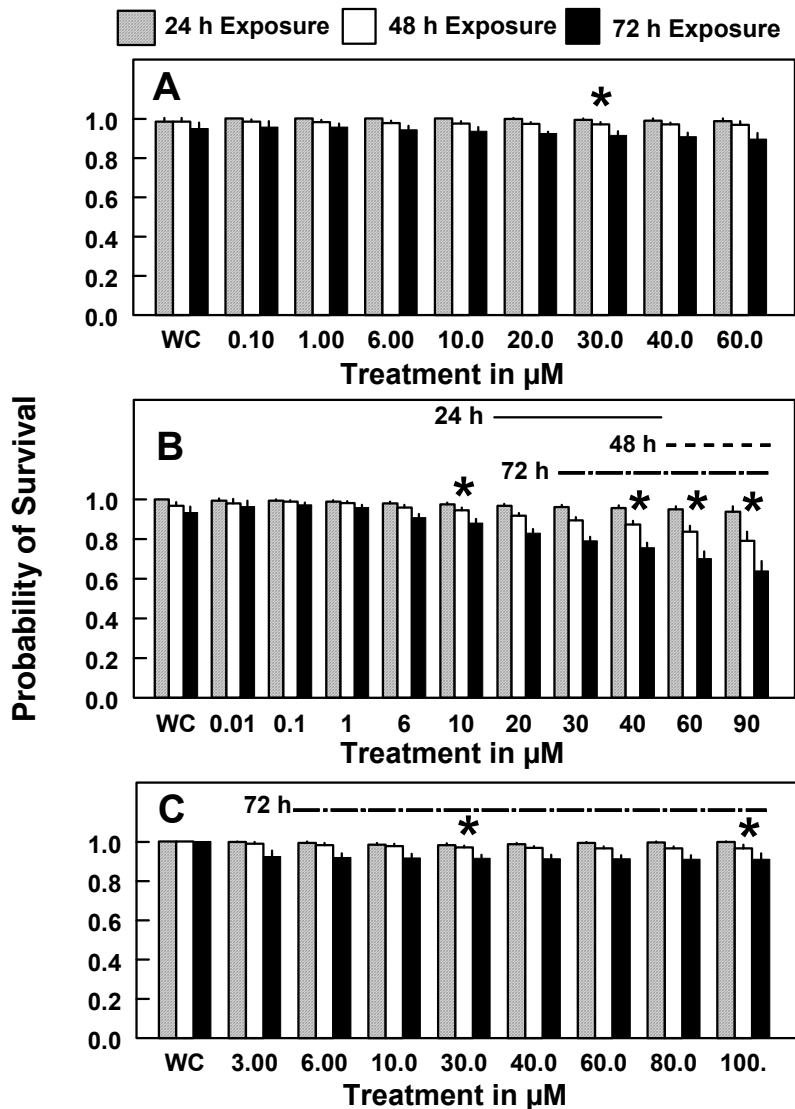 24 h Exposure 48 h Exposure 72 h Exposure
A
*
1.0
0.8
0.6
0.4
0.2
0.0
WC 0.10 1.00 6.00 10.0 20.0 30.0 40.0 60.0
Treatment in µM
Probability of Survival
B
24 h
48 h
72 h
* * * *
1.0
0.8
0.6
0.4
0.2
0.0
WC 0.01 0.1 1 6 10 20 30 40 60 90
Treatment in µM
C
72 h
* *
1.0
0.8
0.6
0.4
0.2
0.0
WC 3.00 6.00 10.0 30.0 40.0 60.0 80.0 100.
Treatment in µM